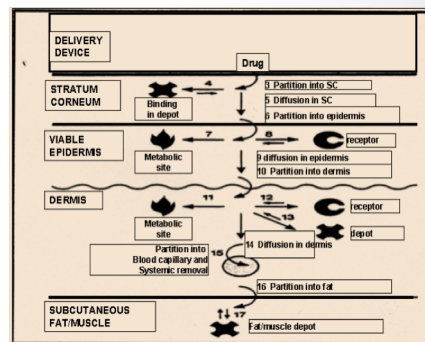 DELIVERY
DEVICE
Drug
STRATUM
CORNEUM
4
Binding
in depot
3 Partition into SC
5 Diffusion in SC
6 Partition into epidermis
VIABLE
EPIDERMIS
7
8
receptor
Metabolic
site
9 diffusion in epidermis
10 Partition into dermis
DERMIS
11
12
receptor
13
Metabolic
site
depot
Partition into
Blood capillary and
Systemic removal
15
14 Diffusion in dermis
16 Partition into fat
SUBCUTANEOUS
FAT/MUSCLE
17
Fat/muscle depot